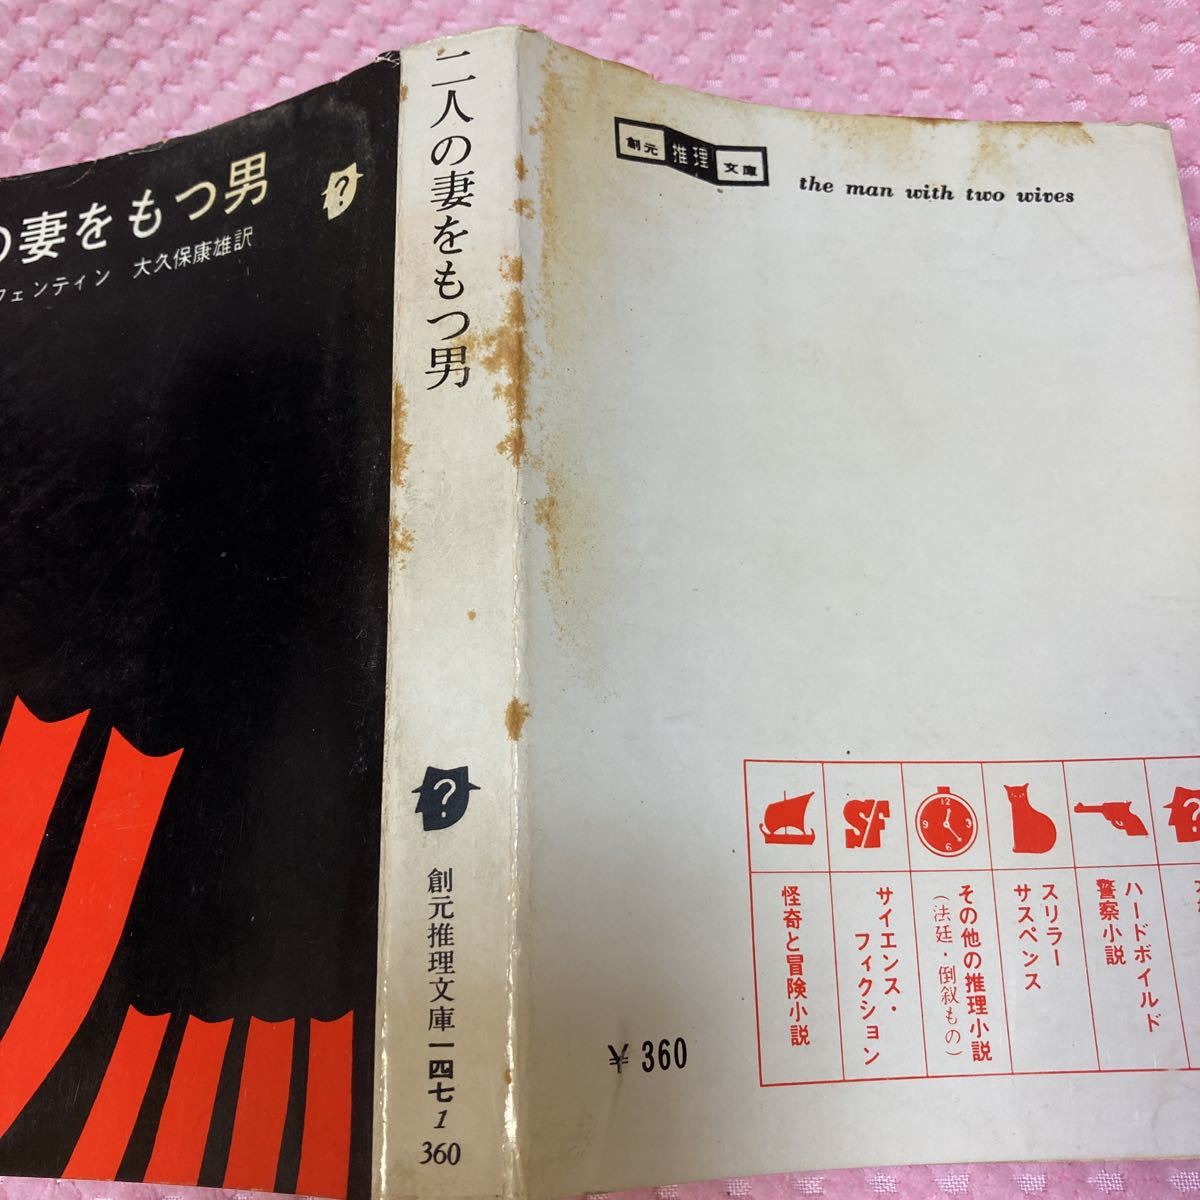 の妻をもつ男
?
フェンティン 大久保康雄訳
二人の妻をもつ男
?
創元推理文庫 一四七 1
360
創元 推理 文庫
the man with two wives
?
ハードボイルド
警察小説
スリラー
サスペンス
12
3
6
9
その他の推理小説
(法廷・倒叙もの)
SF
サイエンス・
フィクション
怪奇と冒険小説
¥ 360